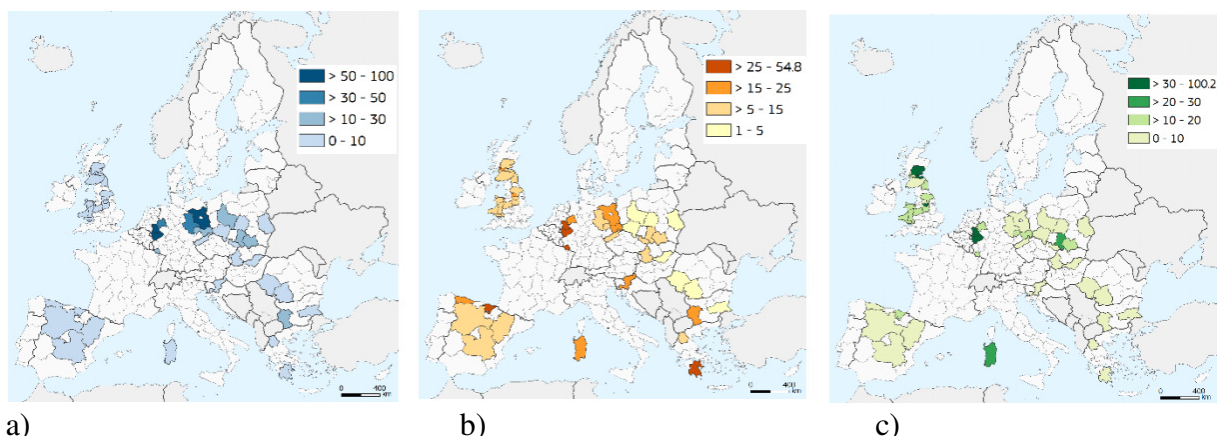 > 50 - 100
> 30 - 50
> 10 - 30
0 - 10
0 400
km
a)
> 25 - 54.8
> 15 - 25
> 5 - 15
1 - 5
0 400
km
b)
> 30 - 100.2
> 20 - 30
> 10 - 20
0 - 10
0 400
km
c)